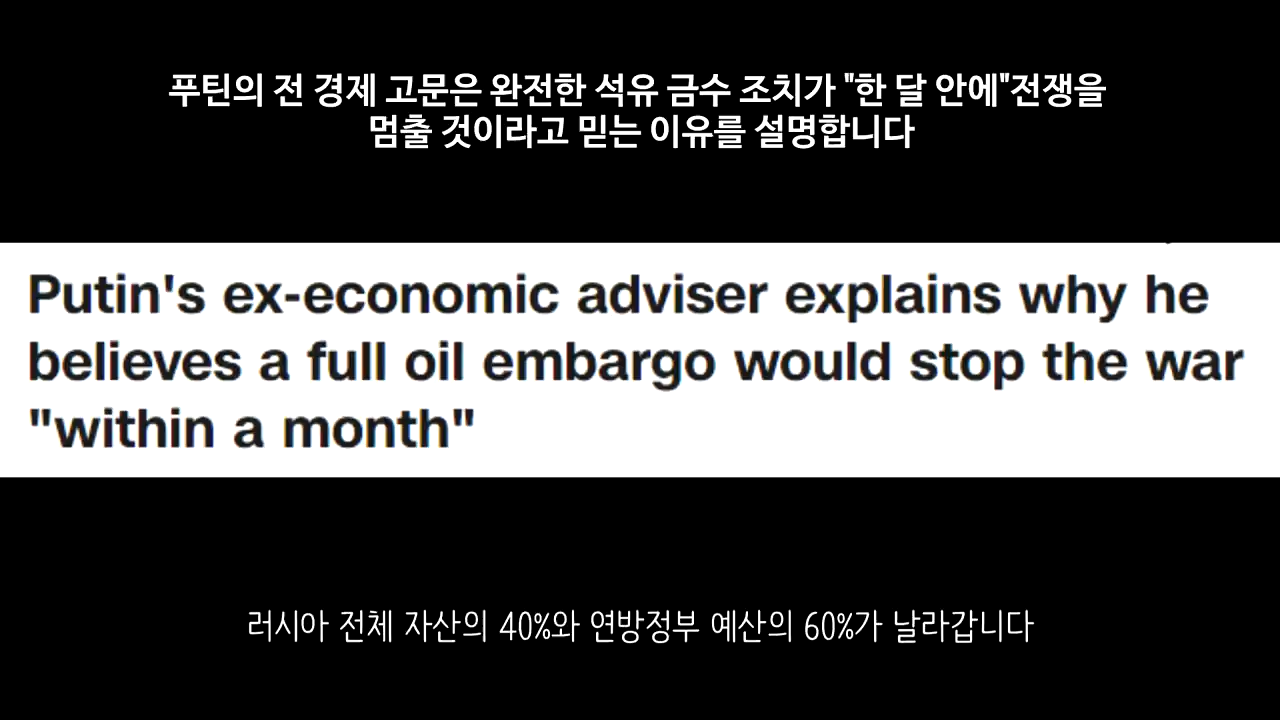 푸틴의 전 경제 고문은 완전한 석유 금수 조치가 "한 달 안에"전쟁을
멈출 것이라고 믿는 이유를 설명합니다
Putin's ex-economic adviser explains why he
believes a full oil embargo would stop the war
"within a month"
러시아 전체 자산의 40%와 연방정부 예산의 60%가 날라갑니다